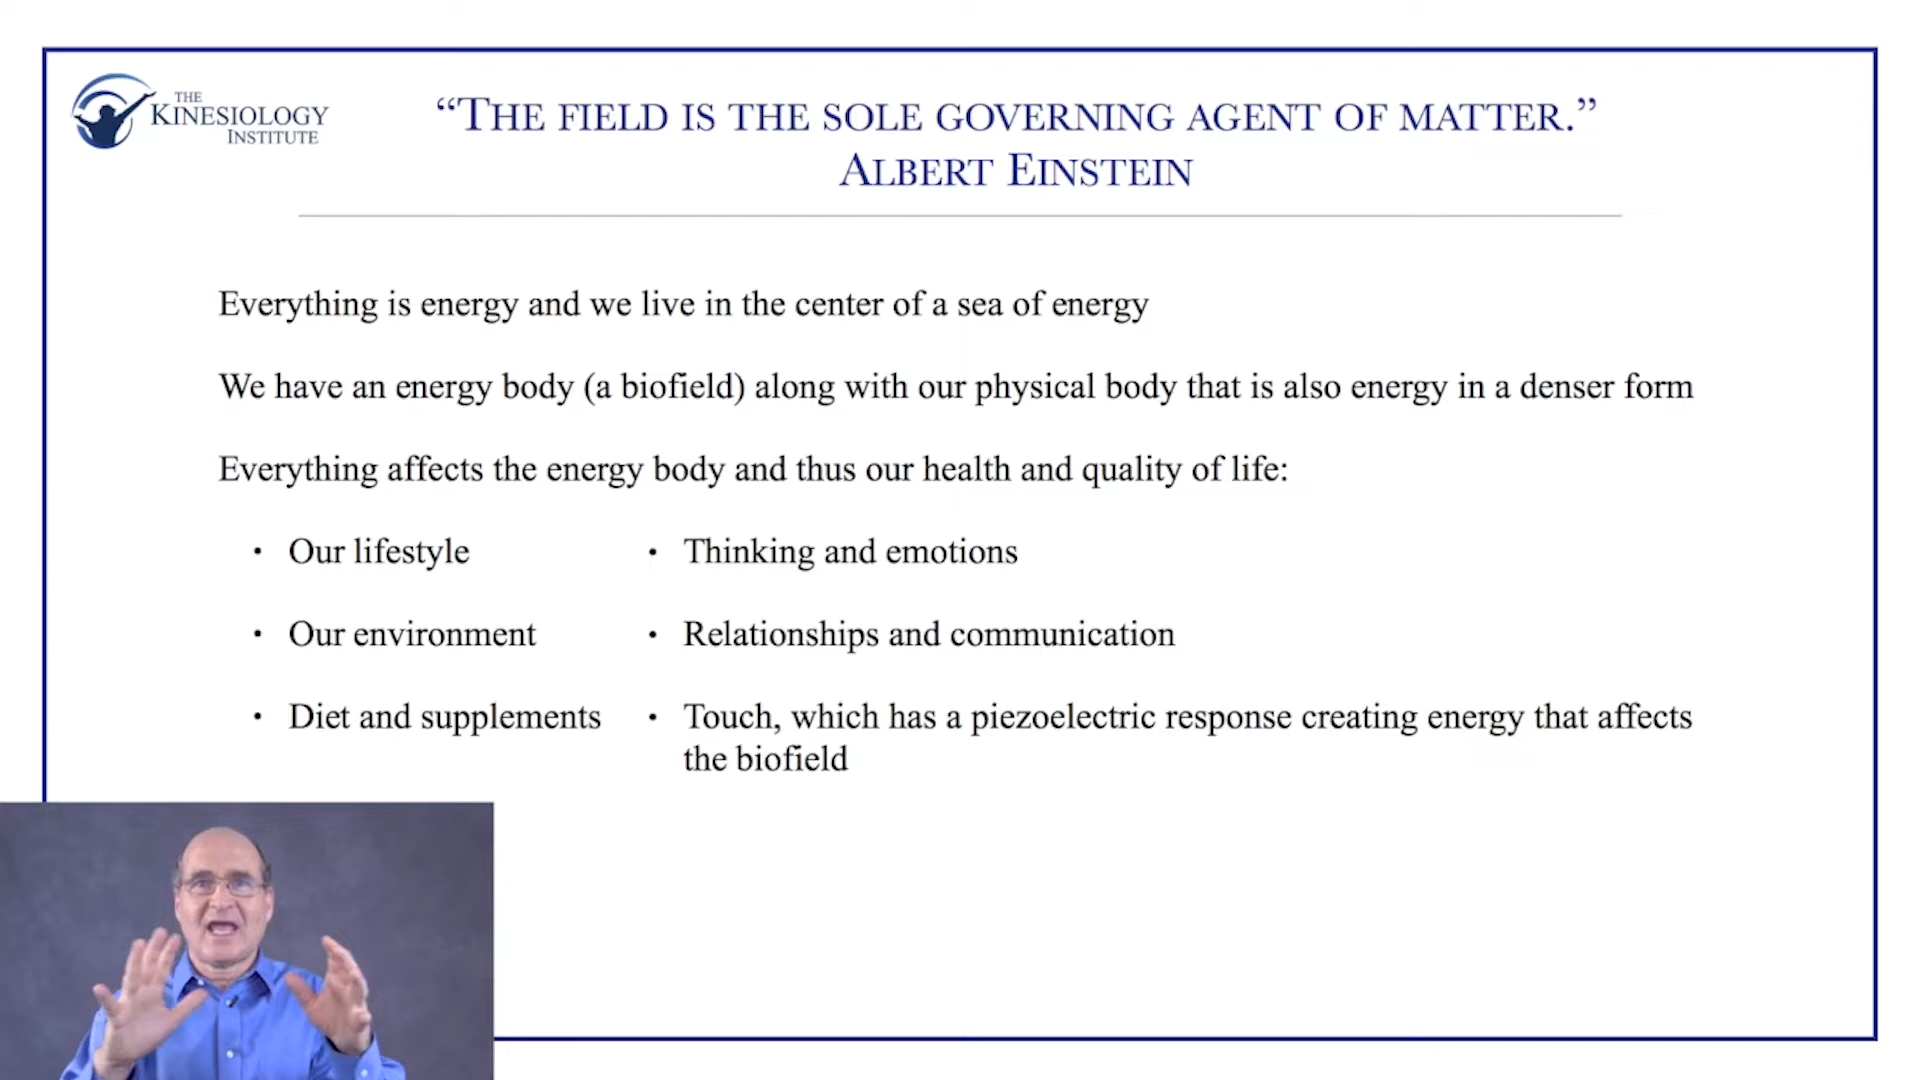 THE
KINESIOLOGY
INSTITUTE
“THE FIELD IS THE SOLE GOVERNING AGENT OF MATTER.”
ALBERT EINSTEIN
Everything is energy and we live in the center of a sea of energy
We have an energy body (a biofield) along with our physical body that is also energy in a denser form
Everything affects the energy body and thus our health and quality of life:
• Our lifestyle
• Our environment
• Diet and supplements
• Thinking and emotions
• Relationships and communication
• Touch, which has a piezoelectric response creating energy that affects
the biofield